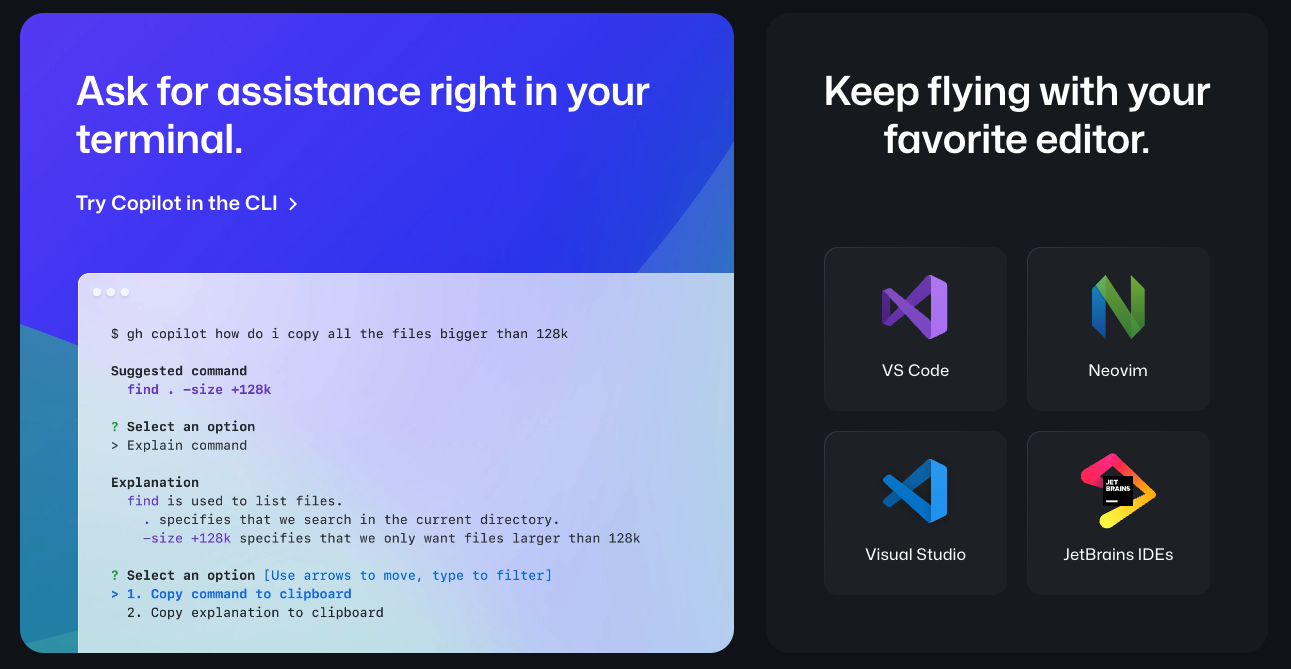 Ask for assistance right in your
terminal.
Try Copilot in the CLI
$ gh copilot how do i copy all the files bigger than 128k
Suggested command
find . −size +128k
? Select an option
> Explain command
Explanation
find is used to list files.
. specifies that we search in the current directory.
−size +128k specifies that we only want files larger than 128k
? Select an option [Use arrows to move, type to filter]
> 1. Copy command to clipboard
2. Copy explanation to clipboard
Keep flying with your
favorite editor.
VS Code
Neovim
JET
BRAINS
Visual Studio
JetBrains IDEs